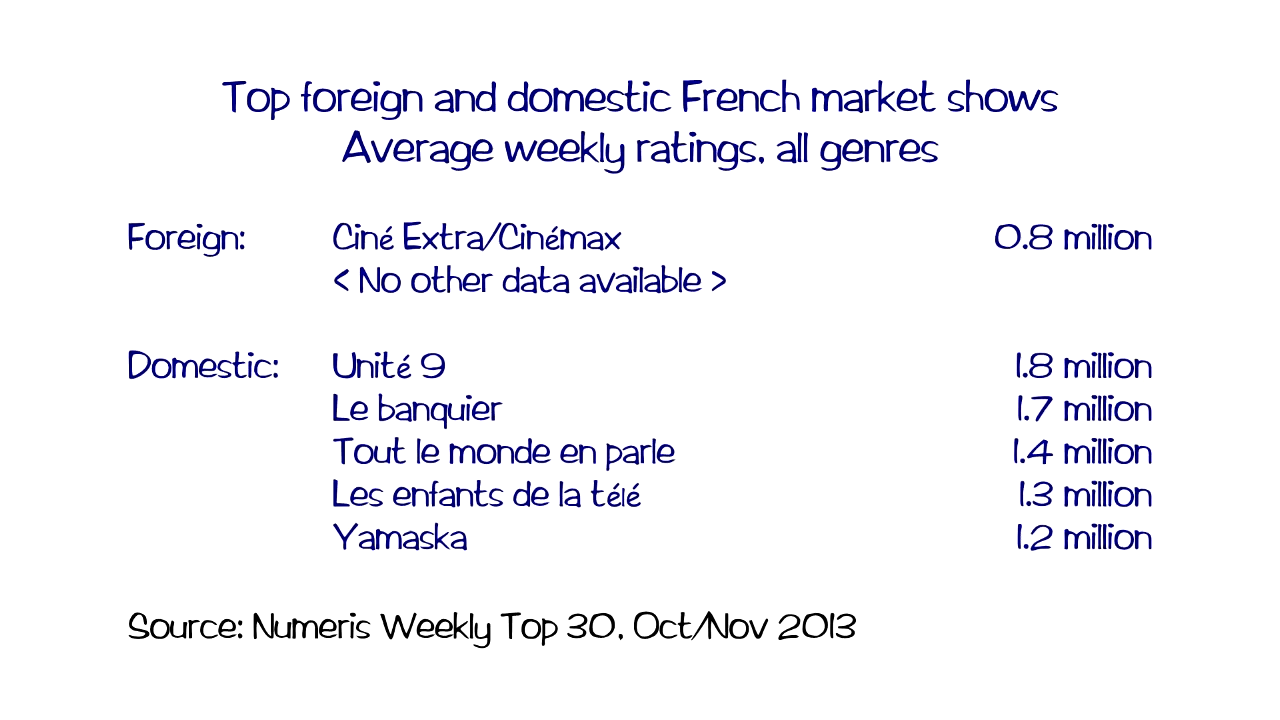 Top foreign and domestic French market shows
Average weekly ratings, all genres
Foreign: Ciné Extra/Cinémax 0.8 million
< No other data available >
Domestic: Unité 9 1.8 million
Le banquier 1.7 million
Tout le monde en parle 1.4 million
Les enfants de la télé 1.3 million
Yamaska 1.2 million
Source: Numeris Weekly Top 30, Oct/Nov 2013